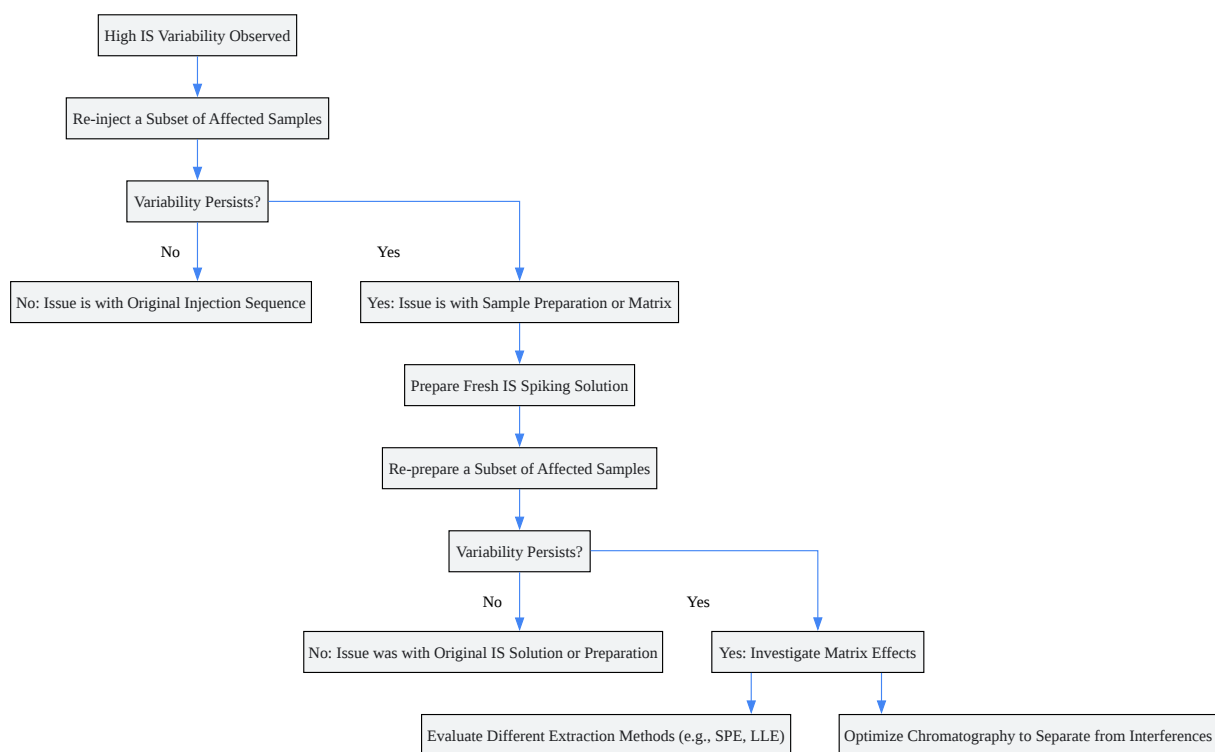 High IS Variability Observed
Re-inject a Subset of Affected Samples
Variability Persists?
No
Yes
No: Issue is with Original Injection Sequence
Yes: Issue is with Sample Preparation or Matrix
Prepare Fresh IS Spiking Solution
Re-prepare a Subset of Affected Samples
Variability Persists?
No
Yes
No: Issue was with Original IS Solution or Preparation
Yes: Investigate Matrix Effects
Evaluate Different Extraction Methods (e.g., SPE, LLE)
Optimize Chromatography to Separate from Interferences